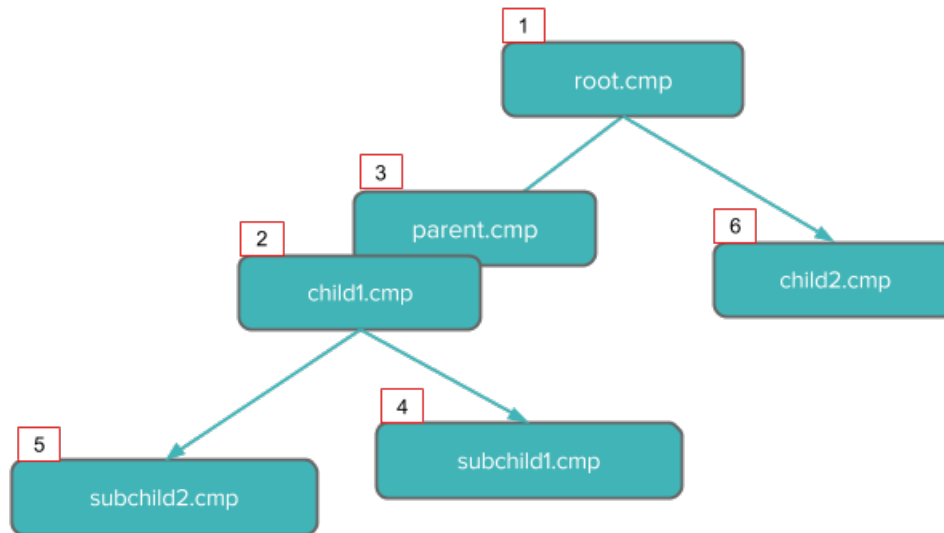 1
root.cmp
3
parent.cmp
2
child1.cmp
6
child2.cmp
4
subchild1.cmp
5
subchild2.cmp